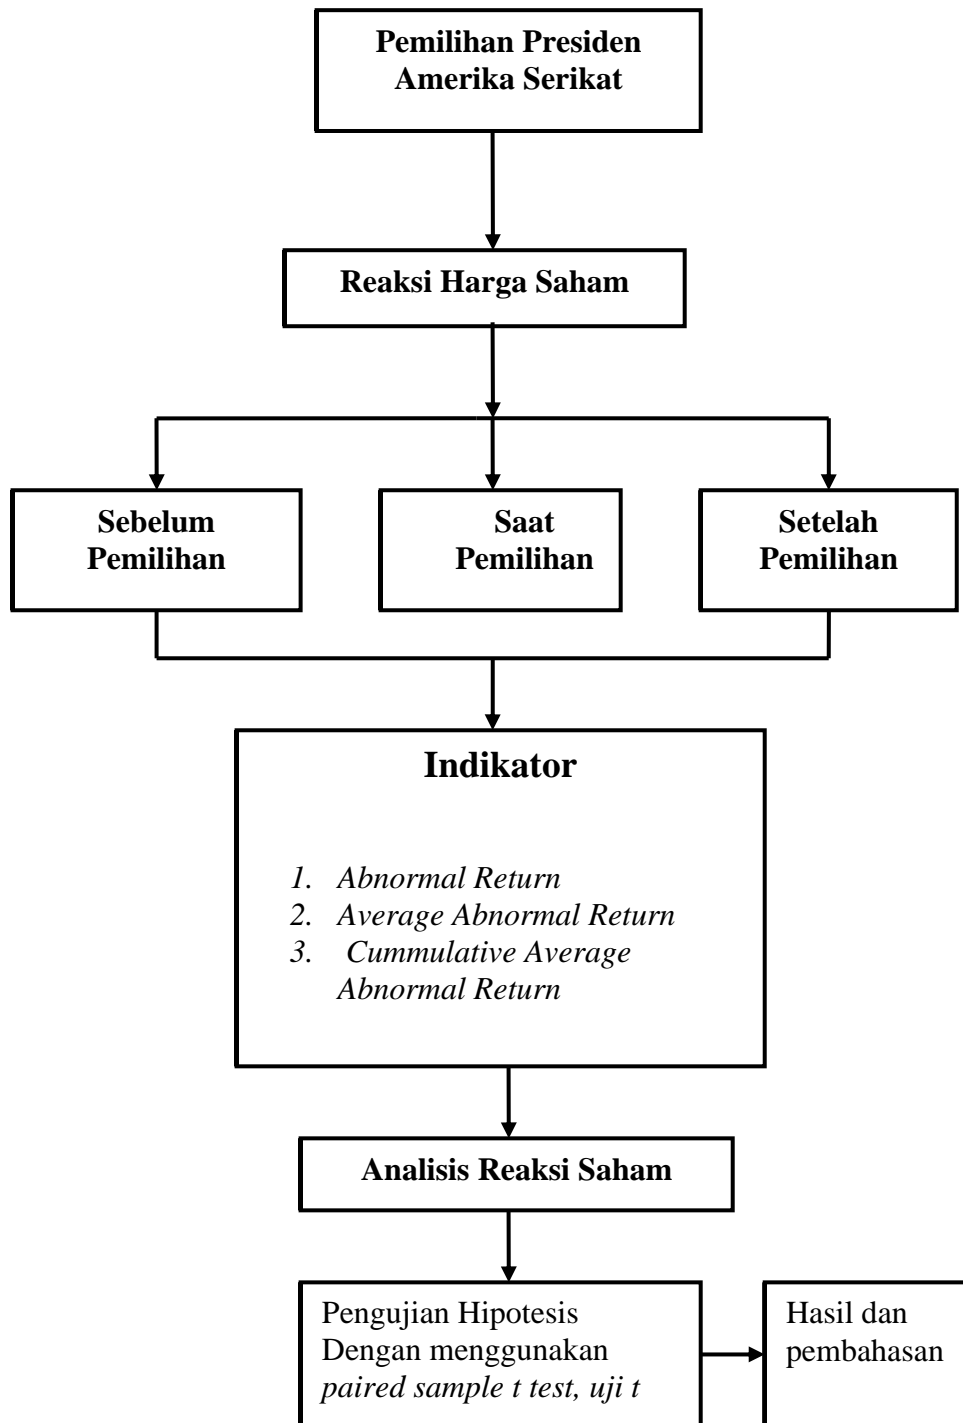 Pemilihan Presiden
Amerika Serikat
Reaksi Harga Saham
Sebelum
Pemilihan
Saat
Pemilihan
Setelah
Pemilihan
Indikator
1. Abnormal Return
2. Average Abnormal Return
3. Cummulative Average
Abnormal Return
Analisis Reaksi Saham
Pengujian Hipotesis
Dengan menggunakan
paired sample t test, uji t
Hasil dan
pembahasan